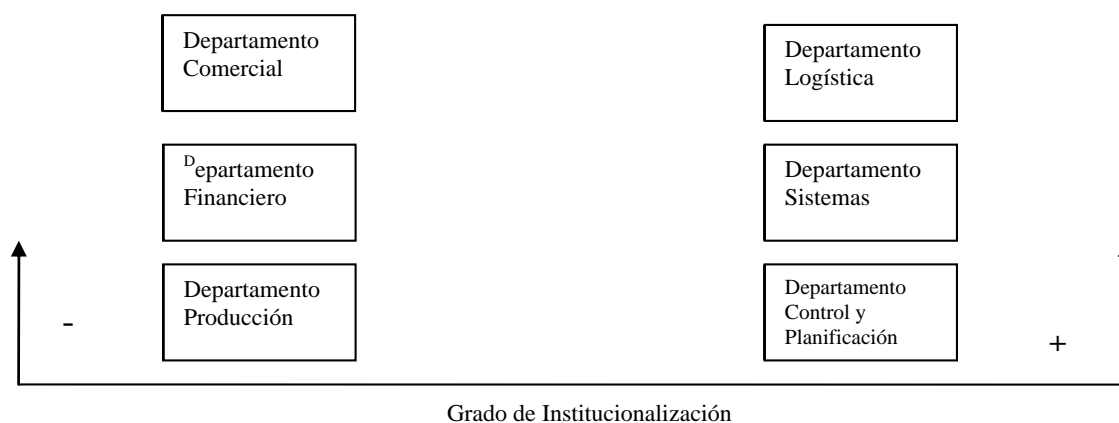 Departamento
Comercial
Departamento
Logística
Departamento
Financiero
Departamento
Sistemas
Departamento
Producción
Departamento
Control y
Planificación
-
+
Grado de Institucionalización